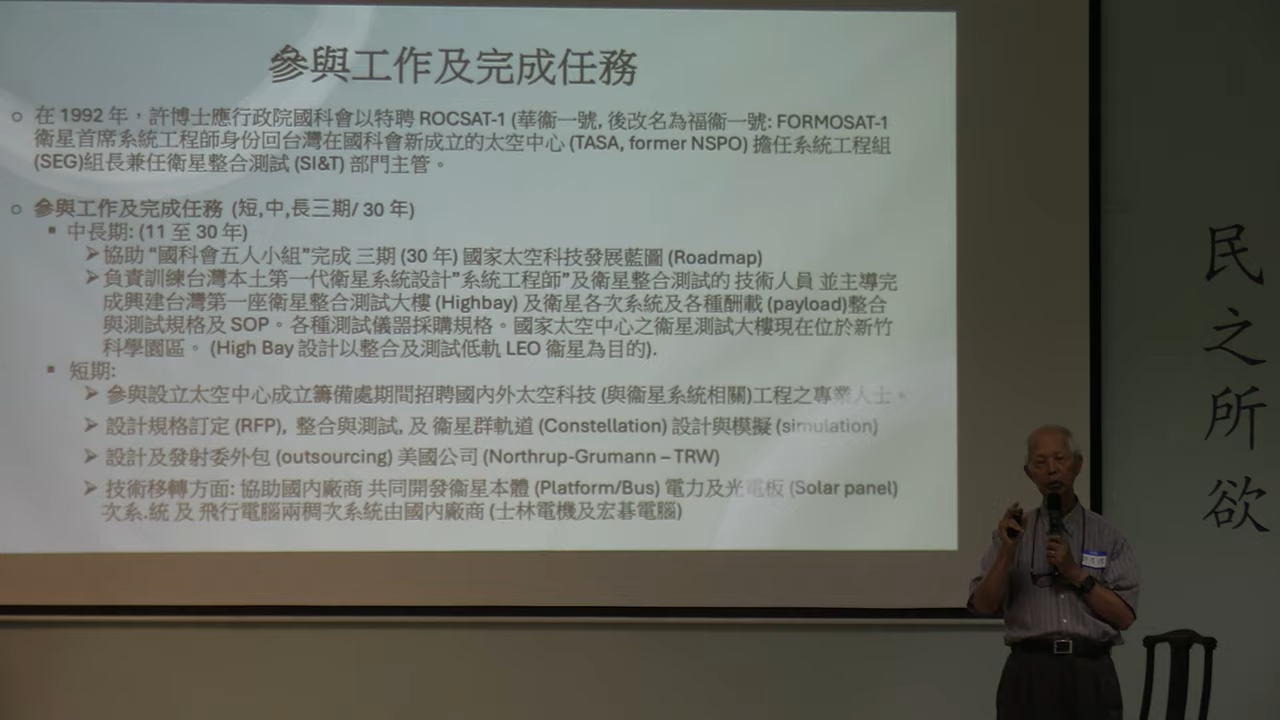 參與工作及完成任務
在 1992 年，許博士應行政院國科會以特聘 ROCSAT-1 (華衛一號, 後改名為福衛一號: FORMOSAT-1
衛星首席系統工程師身份回台灣在國科會新成立的太空中心 (TASA, former NSPO) 擔任系統工程組
(SEG)組長兼任衛星整合測試 (SI&T) 部門主管。
參與工作及完成任務 (短,中,長三期/ 30 年)
中長期: (11 至 30 年)
協助 “國科會五人小組”完成 三期 (30 年) 國家太空科技發展藍圖 (Roadmap)
負責訓練台灣本土第一代衛星系統設計”系統工程師”及衛星整合測試的 技術人員 並主導完
成興建台灣第一座衛星整合測試大樓 (Highbay) 及衛星各次系統及各種酬載 (payload)整合
與測試規格及 SOP。各種測試儀器採購規格。國家太空中心之衛星測試大樓現在位於新竹
科學園區。 (High Bay 設計以整合及測試低軌 LEO 衛星為目的).
短期:
參與設立太空中心成立籌備處期間招聘國內外太空科技 (與衛星系統相關)工程之專業人士。
設計規格訂定 (RFP), 整合與測試, 及 衛星群軌道 (Constellation) 設計與模擬 (simulation)
設計及發射委外包 (outsourcing) 美國公司 (Northrup-Grumann – TRW)
技術移轉方面: 協助國內廠商 共同開發衛星本體 (Platform/Bus) 電力及光電板 (Solar panel)
次系.統 及 飛行電腦兩稠次系統由國內廠商 (士林電機及宏碁電腦)
民之所欲